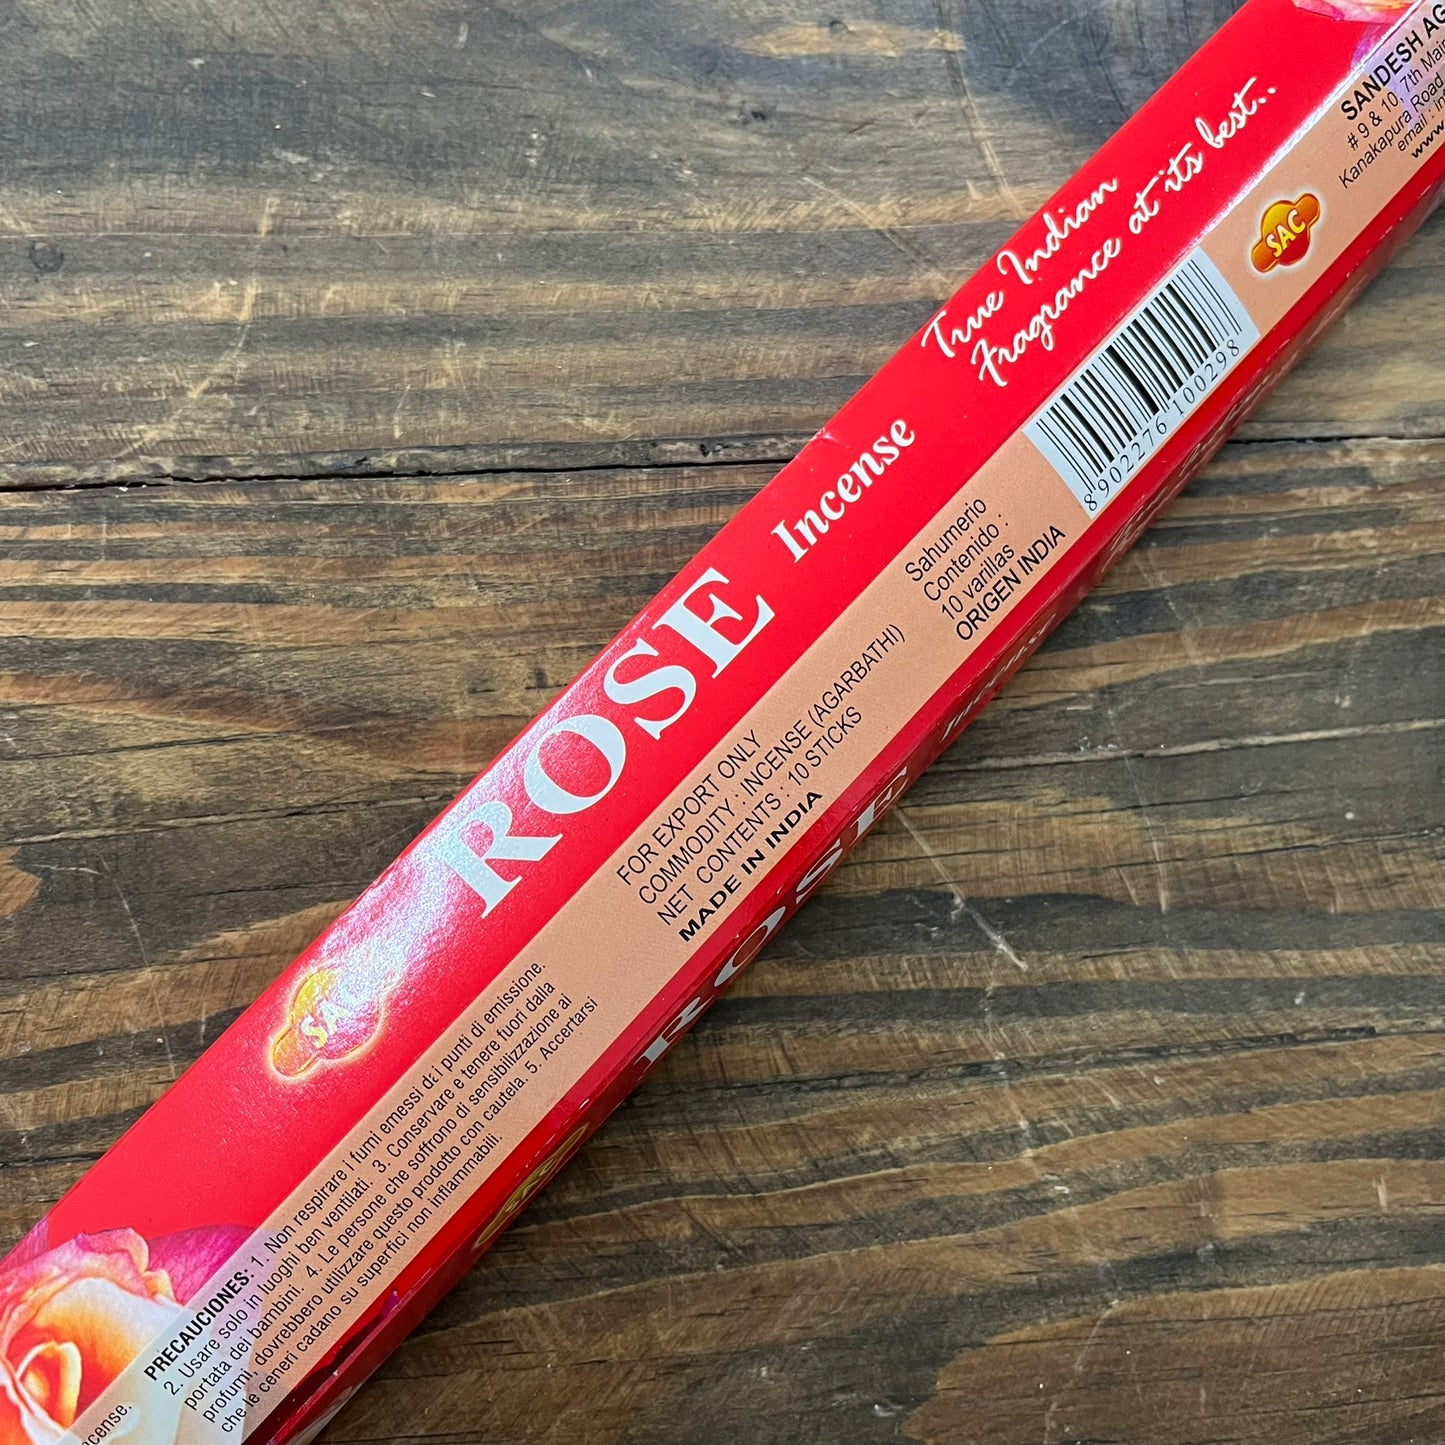 SAC
ROSE
Incense
True Indian
Fragrance at its best..
PRECAUCIONES: 1. Non respirare i fumi emessi dai punti di emissione.
2. Usare solo in luoghi ben ventilati. 3. Conservare e tenere fuori dalla
portata dei bambini. 4. Le persone che soffrono di sensibilizzazione ai
profumi, dovrebbero utilizzare questo prodotto con cautela. 5. Accertarsi
che le ceneri cadano su superfici non infiammabili.
FOR EXPORT ONLY
COMMODITY : INCENSE (AGARBATHI)
NET CONTENTS : 10 STICKS
MADE IN INDIA
Sahumerio
Contenido :
10 varillas
ORIGEN INDIA
8 902276 100298
SAC
SANDESH
# 9 & 10, 7th
Kanakapura Road
email :
www.
ROSE